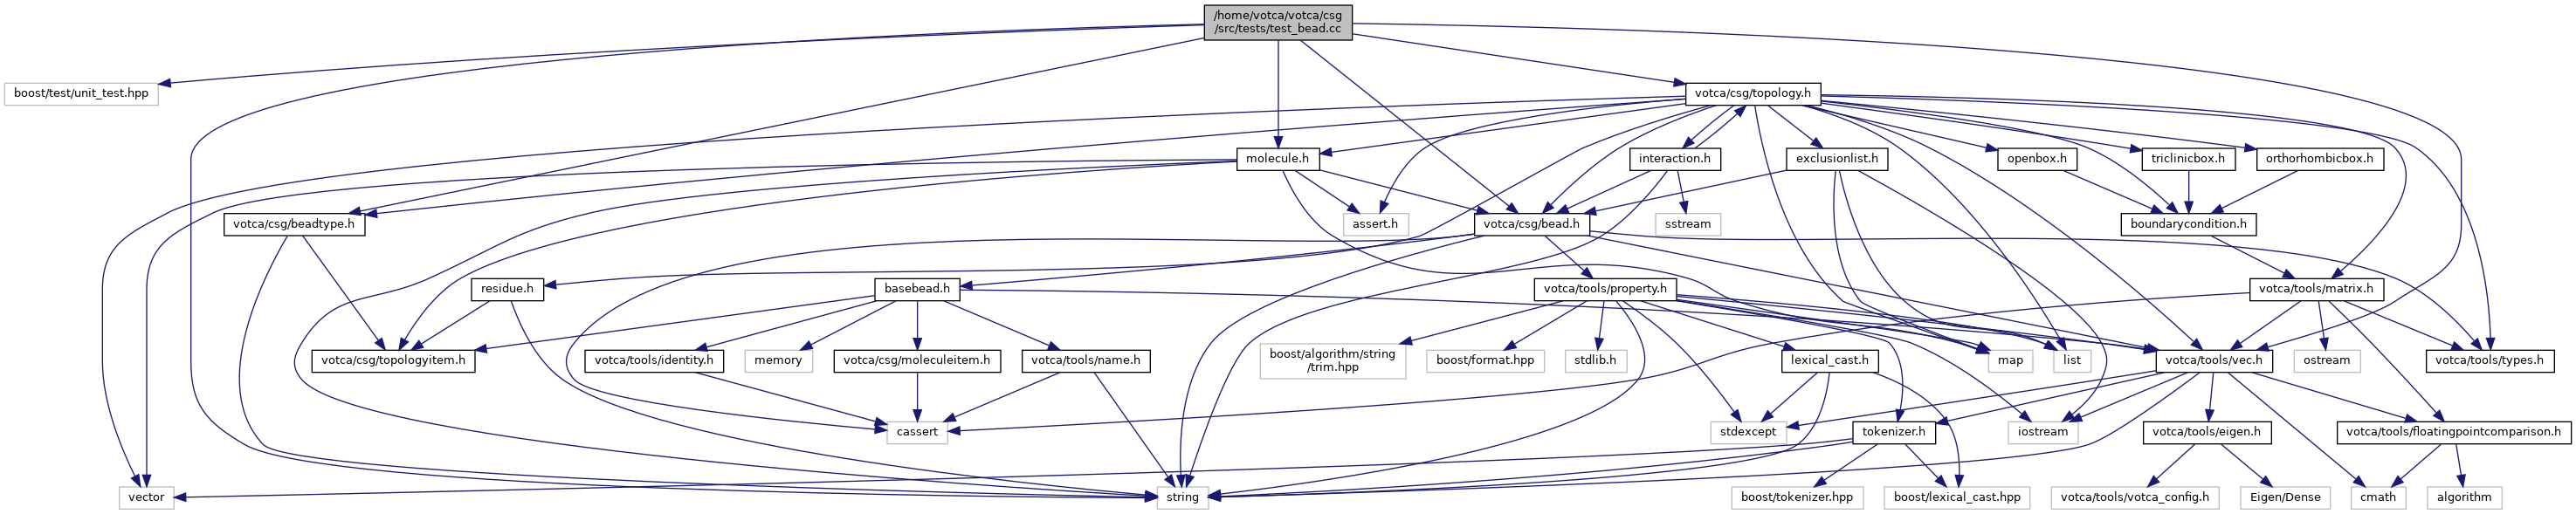 /home/votca/votca/csg
/src/tests/test_bead.cc
boost/test/unit_test.hpp
votca/csg/topology.h
molecule.h
interaction.h
exclusionlist.h
openbox.h
triclinicbox.h
orthorhombicbox.h
votca/csg/beadtype.h
assert.h
votca/csg/bead.h
sstream
boundarycondition.h
residue.h
basebead.h
votca/tools/property.h
votca/tools/matrix.h
votca/csg/topologyitem.h
votca/tools/identity.h
memory
votca/csg/moleculeitem.h
votca/tools/name.h
boost/algorithm/string
/trim.hpp
boost/format.hpp
stdlib.h
lexical_cast.h
map
list
votca/tools/vec.h
ostream
votca/tools/types.h
cassert
stdexcept
tokenizer.h
iostream
votca/tools/eigen.h
votca/tools/floatingpointcomparison.h
vector
string
boost/tokenizer.hpp
boost/lexical_cast.hpp
votca/tools/votca_config.h
Eigen/Dense
cmath
algorithm